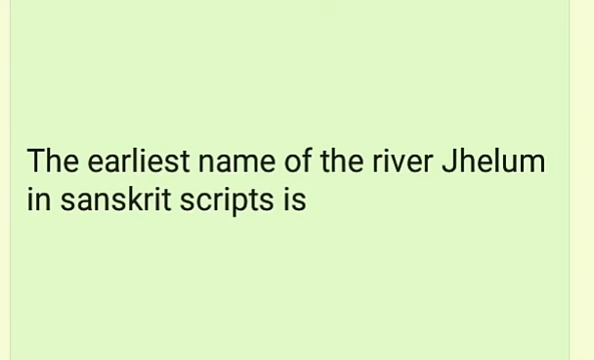 The earliest name of the river Jhelum
in sanskrit scripts is